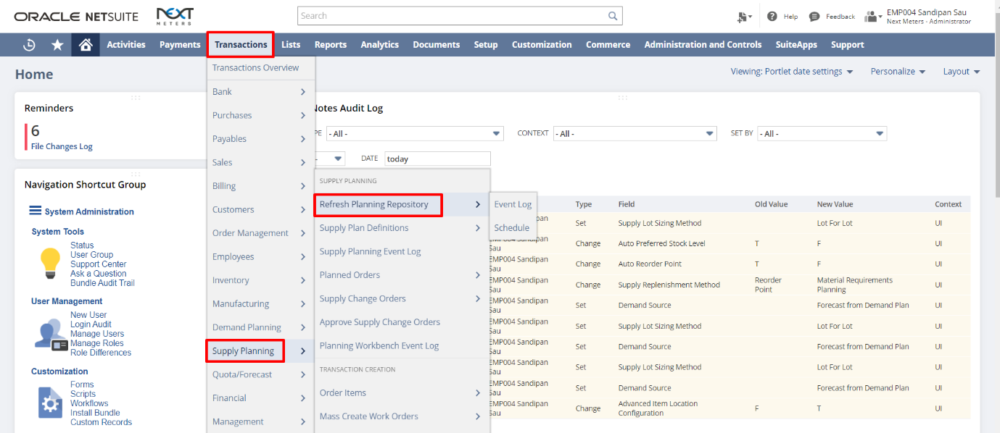 ORACLE NETSUITE
NEXT
METERS
Search
Help
Feedback
EMP004 Sandipan Sau
Next Meters - Administrator
Activities Payments Transactions Lists Reports Analytics Documents Setup Customization Commerce Administration and Controls SuiteApps Support
Home
Viewing: Portlet date settings Personalize Layout
Reminders
6
File Changes Log
Navigation Shortcut Group
System Administration
System Tools
Status
User Group
Support Center
Ask a Question
Bundle Audit Trail
User Management
New User
Login Audit
Manage Users
Manage Roles
Role Differences
Customization
Forms
Scripts
Workflows
Install Bundle
Custom Records
Transactions Overview
Bank
Purchases
Payables
Sales
Billing
Customers
Order Management
Employees
Inventory
Manufacturing
Demand Planning
Supply Planning
Quota/Forecast
Financial
Management
SUPPLY PLANNING
Refresh Planning Repository
Supply Plan Definitions
Supply Planning Event Log
Planned Orders
Supply Change Orders
Approve Supply Change Orders
Planning Workbench Event Log
TRANSACTION CREATION
Order Items
Mass Create Work Orders
Event Log
Schedule
Notes Audit Log
PE - All - CONTEXT - All - SET BY - All -
DATE today
Type Field Old Value New Value Context
pan
Sau
Set Supply Lot Sizing Method Lot For Lot UI
EMP004 Sandipan
Sau
Change Auto Preferred Stock Level T F UI
EMP004 Sandipan
Sau
Change Auto Reorder Point T F UI
EMP004 Sandipan
Sau
Change Supply Replenishment Method Reorder Point Material Requirements Planning UI
EMP004 Sandipan
Sau
Set Demand Source Forecast from Demand Plan UI
EMP004 Sandipan
Sau
Set Supply Lot Sizing Method Lot For Lot UI
EMP004 Sandipan
Sau
Set Demand Source Forecast from Demand Plan UI
EMP004 Sandipan
Sau
Set Supply Lot Sizing Method Lot For Lot UI
EMP004 Sandipan
Sau
Set Demand Source Forecast from Demand Plan UI
EMP004 Sandipan
Sau
Change Advanced Item Location Configuration F T UI